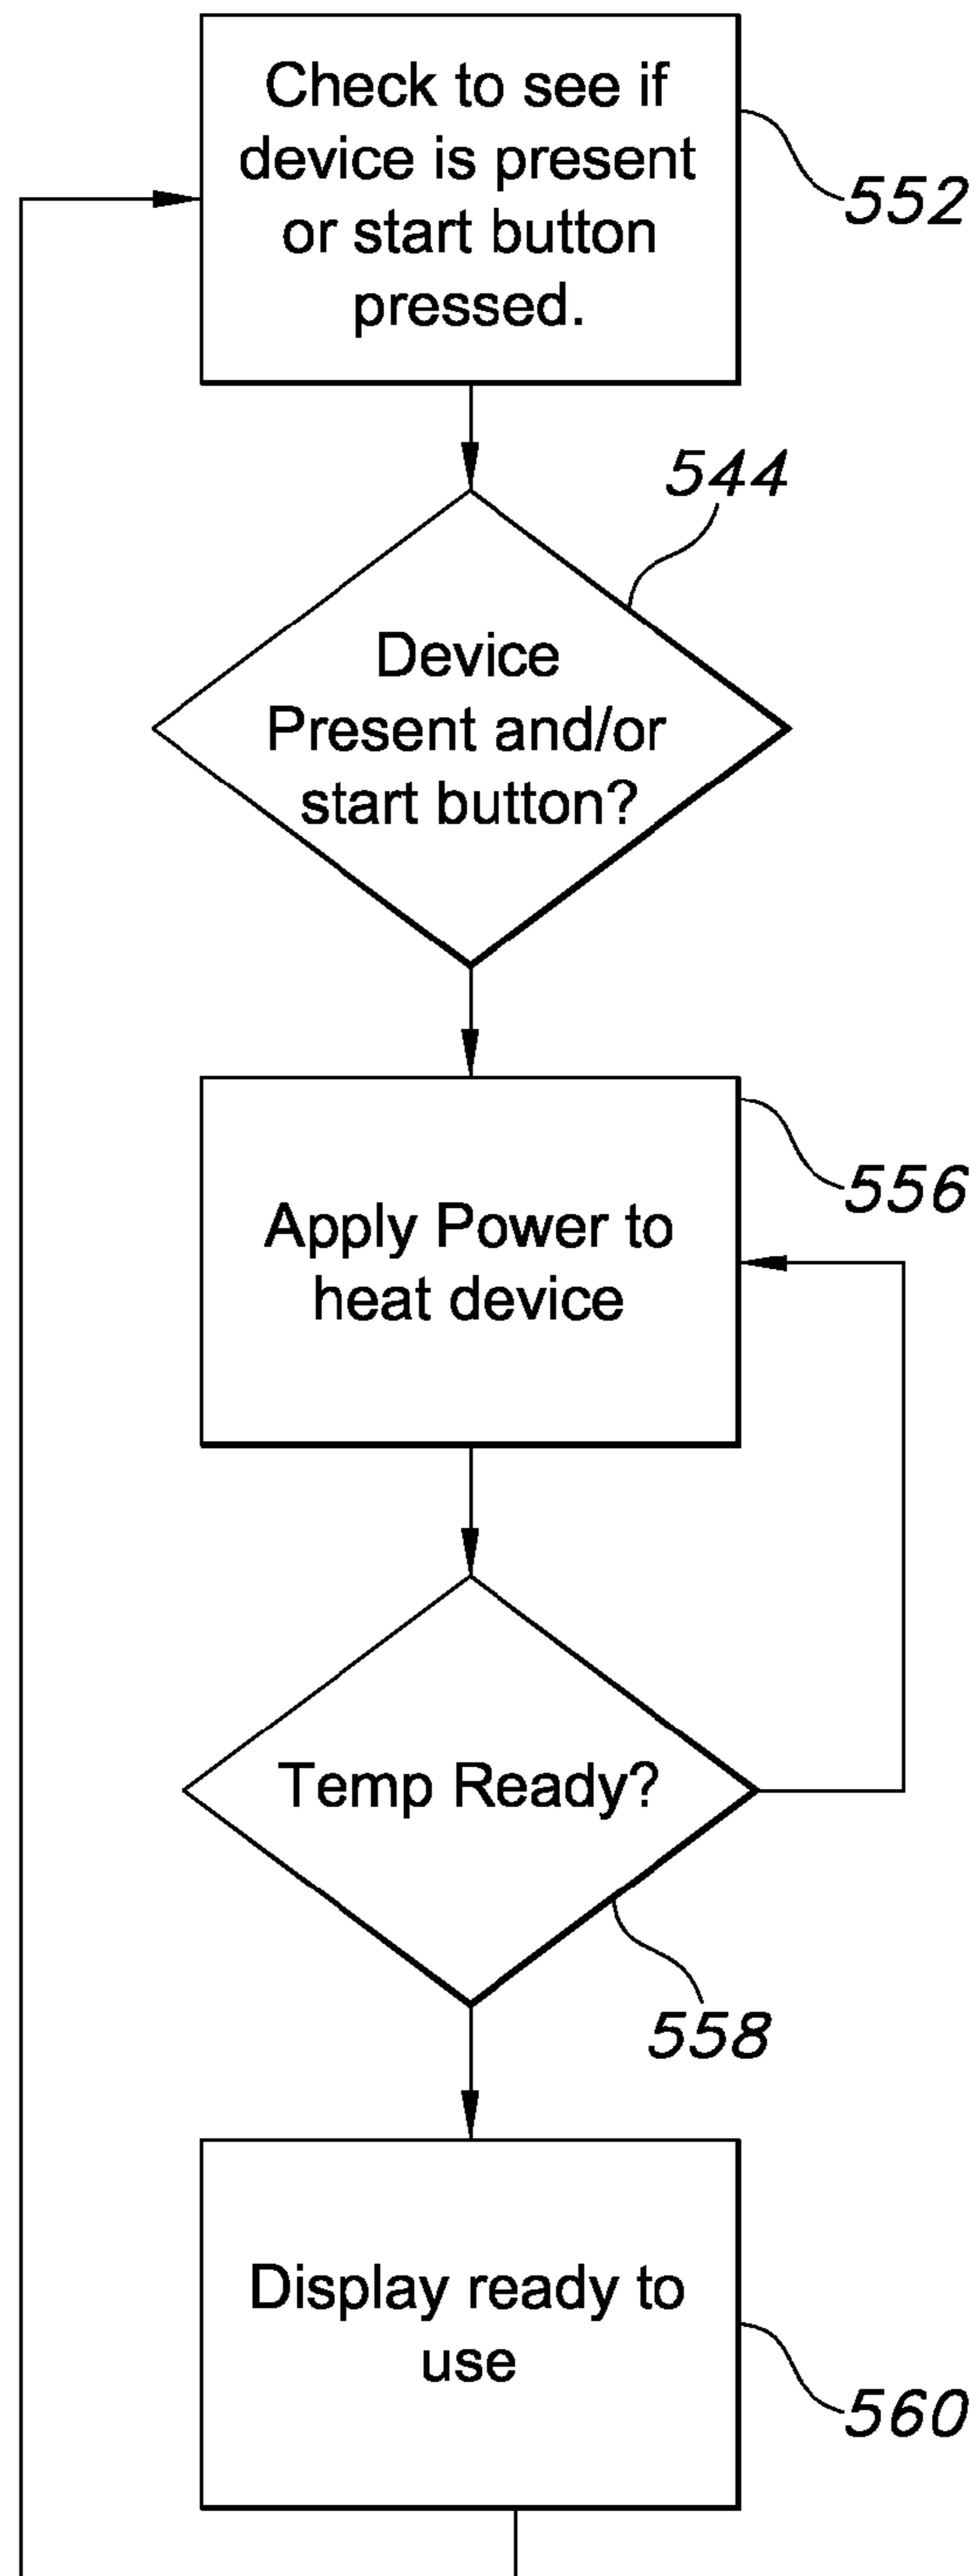 Check to see if
device is present
or start button
pressed.
552
544
Device
Present and/or
start button?
556
Apply Power to
heat device
Temp Ready?
558
Display ready to
use
560